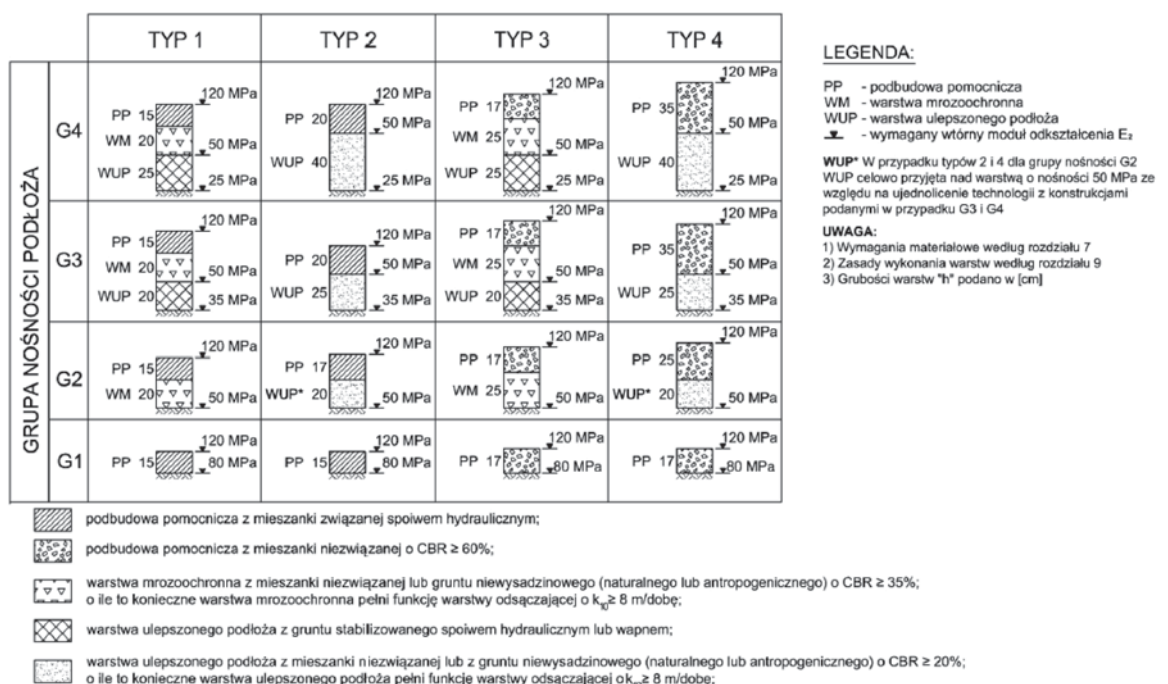 TYP 1 TYP 2 TYP 3 TYP 4
GRUPA NOŚNOŚCI PODŁOŻA
G4
PP 15 120 MPa
WM 20 50 MPa
WUP 25 25 MPa
PP 20 120 MPa
50 MPa
WUP 40 25 MPa
PP 17 120 MPa
WM 25 50 MPa
WUP 25 25 MPa
PP 35 120 MPa
50 MPa
WUP 40 25 MPa
G3
PP 15 120 MPa
WM 20 50 MPa
WUP 20 35 MPa
PP 20 120 MPa
50 MPa
WUP 25 35 MPa
PP 17 120 MPa
WM 25 50 MPa
WUP 20 35 MPa
PP 35 120 MPa
50 MPa
WUP 25 35 MPa
G2
PP 15 120 MPa
WM 20 50 MPa
PP 17 120 MPa
WUP* 20 50 MPa
PP 17 120 MPa
WM 25 50 MPa
PP 25 120 MPa
WUP* 20 50 MPa
G1
PP 15 120 MPa
80 MPa
PP 15 120 MPa
80 MPa
PP 17 120 MPa
80 MPa
PP 17 120 MPa
80 MPa
LEGENDA:
PP - podbudowa pomocnicza
WM - warstwa mrozoochronna
WUP - warstwa ulepszonego podłoża
- wymagany wtórny moduł odkształcenia E₂
WUP* W przypadku typów 2 i 4 dla grupy nośności G2
WUP celowo przyjęta nad warstwą o nośności 50 MPa ze
względu na ujednolicenie technologii z konstrukcjami
podanymi w przypadku G3 i G4
UWAGA:
1) Wymagania materiałowe według rozdziału 7
2) Zasady wykonania warstw według rozdziału 9
3) Grubości warstw "h" podano w [cm]
podbudowa pomocnicza z mieszanki związanej spoiwem hydraulicznym;
podbudowa pomocnicza z mieszanki niezwiązanej o CBR ≥ 60%;
warstwa mrozoochronna z mieszanki niezwiązanej lub gruntu niewysadzinowego (naturalnego lub antropogenicznego) o CBR ≥ 35%;
o ile to konieczne warstwa mrozoochronna pełni funkcję warstwy odsączającej o k₁₀≥ 8 m/dobę;
warstwa ulepszonego podłoża z gruntu stabilizowanego spoiwem hydraulicznym lub wapnem;
warstwa ulepszonego podłoża z mieszanki niezwiązanej lub z gruntu niewysadzinowego (naturalnego lub antropogenicznego) o CBR ≥ 20%;
o ile to konieczne warstwa ulepszonego podłoża pełni funkcję warstwy odsączającej o k₁₀≥ 8 m/dobę;